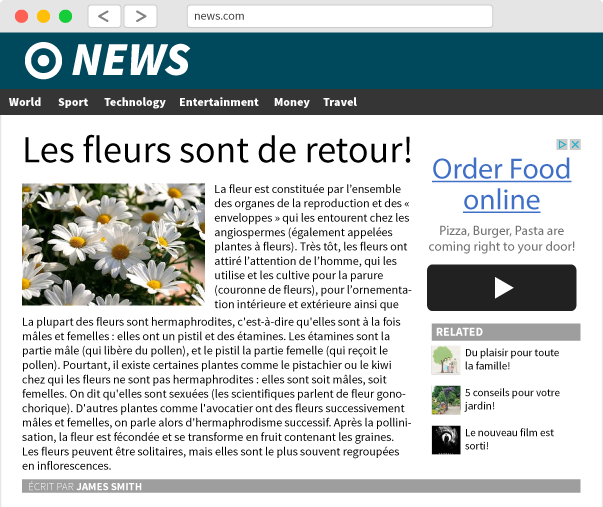 news.com
NEWS
World Sport Technology Entertainment Money Travel
Les fleurs sont de retour!
La fleur est constituée par l'ensemble
des organes de la reproduction et des «
enveloppes » qui les entourent chez les
angiospermes (également appelées
plantes à fleurs). Très tôt, les fleurs ont
attiré l'attention de l'homme, qui les
utilise et les cultive pour la parure
(couronne de fleurs), pour l'ornementa-
tion intérieure et extérieure ainsi que
La plupart des fleurs sont hermaphrodites, c'est-à-dire qu'elles sont à la fois
mâles et femelles : elles ont un pistil et des étamines. Les étamines sont la
partie mâle (qui libère du pollen), et le pistil la partie femelle (qui reçoit le
pollen). Pourtant, il existe certaines plantes comme le pistachier ou le kiwi
chez qui les fleurs ne sont pas hermaphrodites : elles sont soit mâles, soit
femelles. On dit qu'elles sont sexuées (les scientifiques parlent de fleur gono-
chorique). D'autres plantes comme l'avocatier ont des fleurs successivement
mâles et femelles, on parle alors d'hermaphrodisme successif. Après la pollini-
sation, la fleur est fécondée et se transforme en fruit contenant les graines.
Les fleurs peuvent être solitaires, mais elles sont le plus souvent regroupées
en inflorescences.
ÉCRIT PAR JAMES SMITH
Order Food
online
Pizza, Burger, Pasta are
coming right to your door!
RELATED
Du plaisir pour toute
la famille!
5 conseils pour votre
jardin!
Le nouveau film est
sorti!